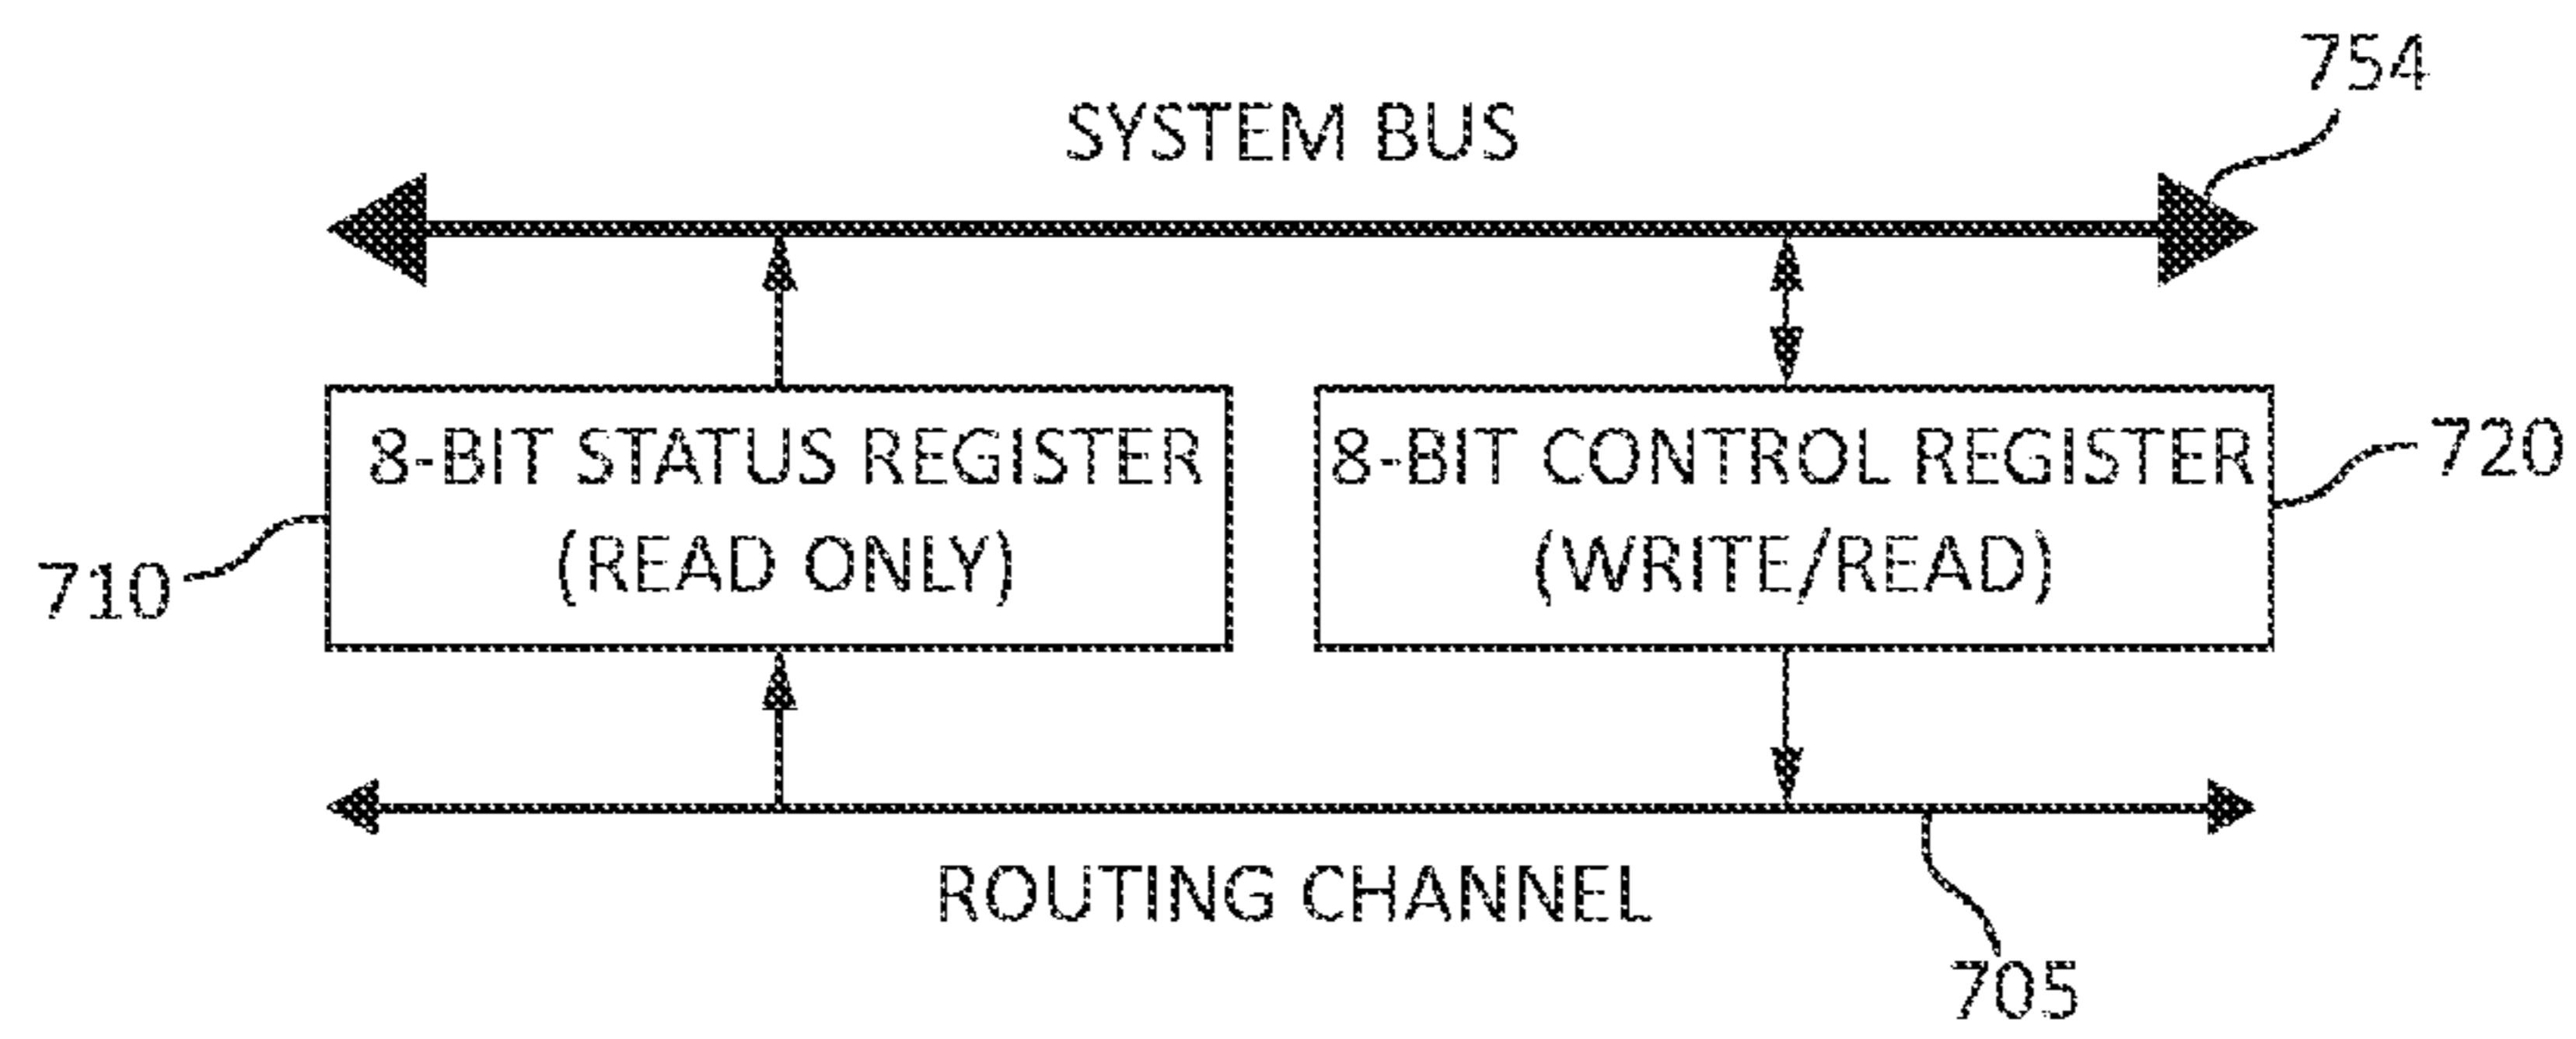 754
SYSTEM BUS
8-BIT STATUS REGISTER
(READ ONLY)
710
8-BIT CONTROL REGISTER
(WRITE/READ)
720
ROUTING CHANNEL
705